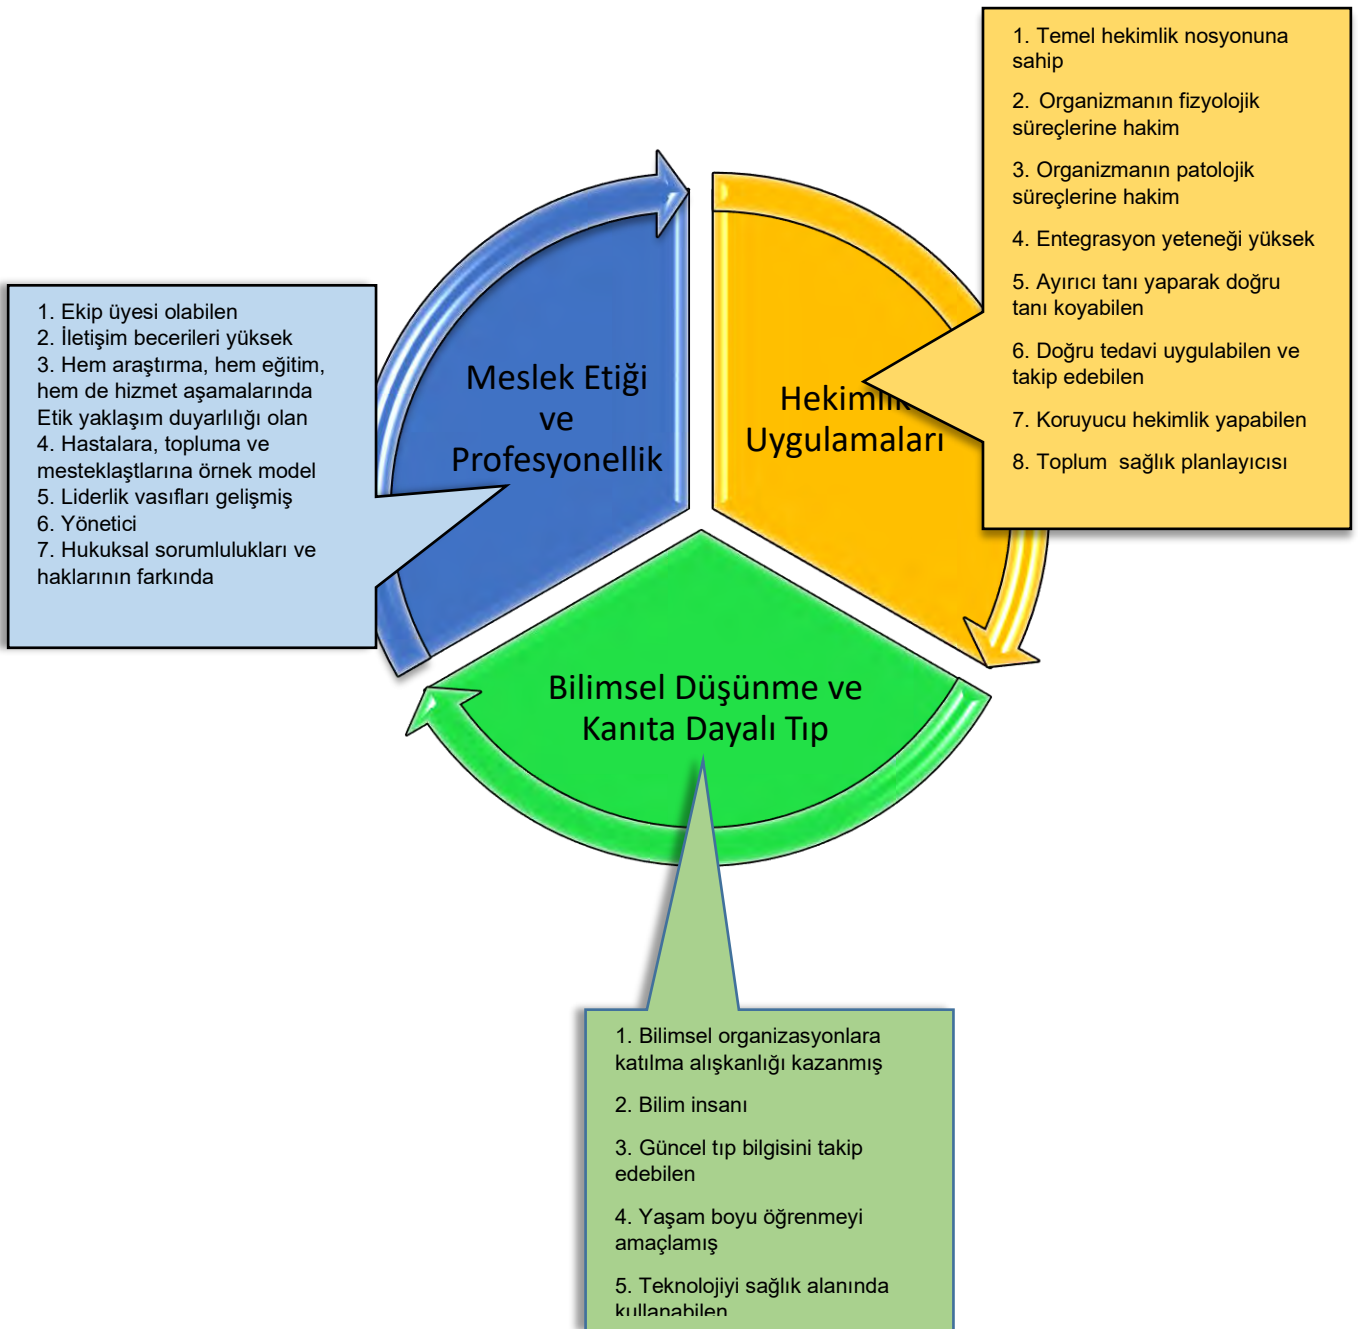 1. Temel hekimlik nosyonuna
sahip
2. Organizmanın fizyolojik
süreçlerine hakim
3. Organizmanın patolojik
süreçlerine hakim
4. Entegrasyon yeteneği yüksek
5. Ayırıcı tanı yaparak doğru
tanı koyabilen
6. Doğru tedavi uygulabilen ve
takip edebilen
7. Koruyucu hekimlik yapabilen
8. Toplum sağlık planlayıcısı
1. Ekip üyesi olabilen
2. İletişim becerileri yüksek
3. Hem araştırma, hem eğitim,
hem de hizmet aşamalarında
Etik yaklaşım duyarlılığı olan
4. Hastalara, topluma ve
mesteklaştlarına örnek model
5. Liderlik vasıfları gelişmiş
6. Yönetici
7. Hukuksal sorumlulukları ve
haklarının farkında
Meslek Etiği
ve
Profesyonellik
Hekimlik
Uygulamaları
Bilimsel Düşünme ve
Kanıta Dayalı Tıp
1. Bilimsel organizasyonlara
katılma alışkanlığı kazanmış
2. Bilim insanı
3. Güncel tıp bilgisini takip
edebilen
4. Yaşam boyu öğrenmeyi
amaçlamış
5. Teknolojiyi sağlık alanında
kullanabilen